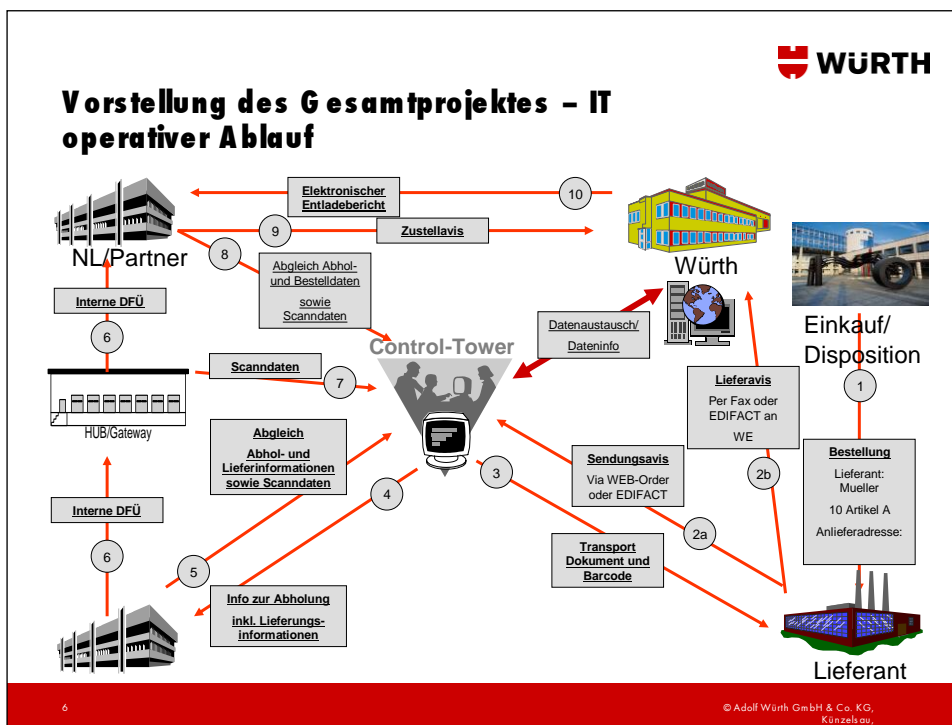 WÜRTH
Vorstellung des Gesamtprojektes – IT
operativer Ablauf
Elektronischer
Entladebericht
10
9
Zustellavis
8
NL/Partner
Würth
Abgleich Abhol-
und Bestelldaten
sowie
Scanndaten
Interne DFÜ
6
Datenaustausch/
Dateninfo
Einkauf/
Disposition
Control-Tower
Scanndaten
7
HUB/Gateway
Lieferavis
Per Fax oder
EDIFACT an
WE
1
Abgleich
Abhol- und
Lieferinformationen
sowie Scanndaten
Sendungsavis
Via WEB-Order
oder EDIFACT
3
2b
4
Bestellung
Lieferant:
Mueller
10 Artikel A
Anlieferadresse:
Interne DFÜ
6
2a
Transport
Dokument und
Barcode
5
Info zur Abholung
inkl. Lieferungs-
informationen
Lieferant
6
© Adolf Würth GmbH & Co. KG,
Künzelsau,